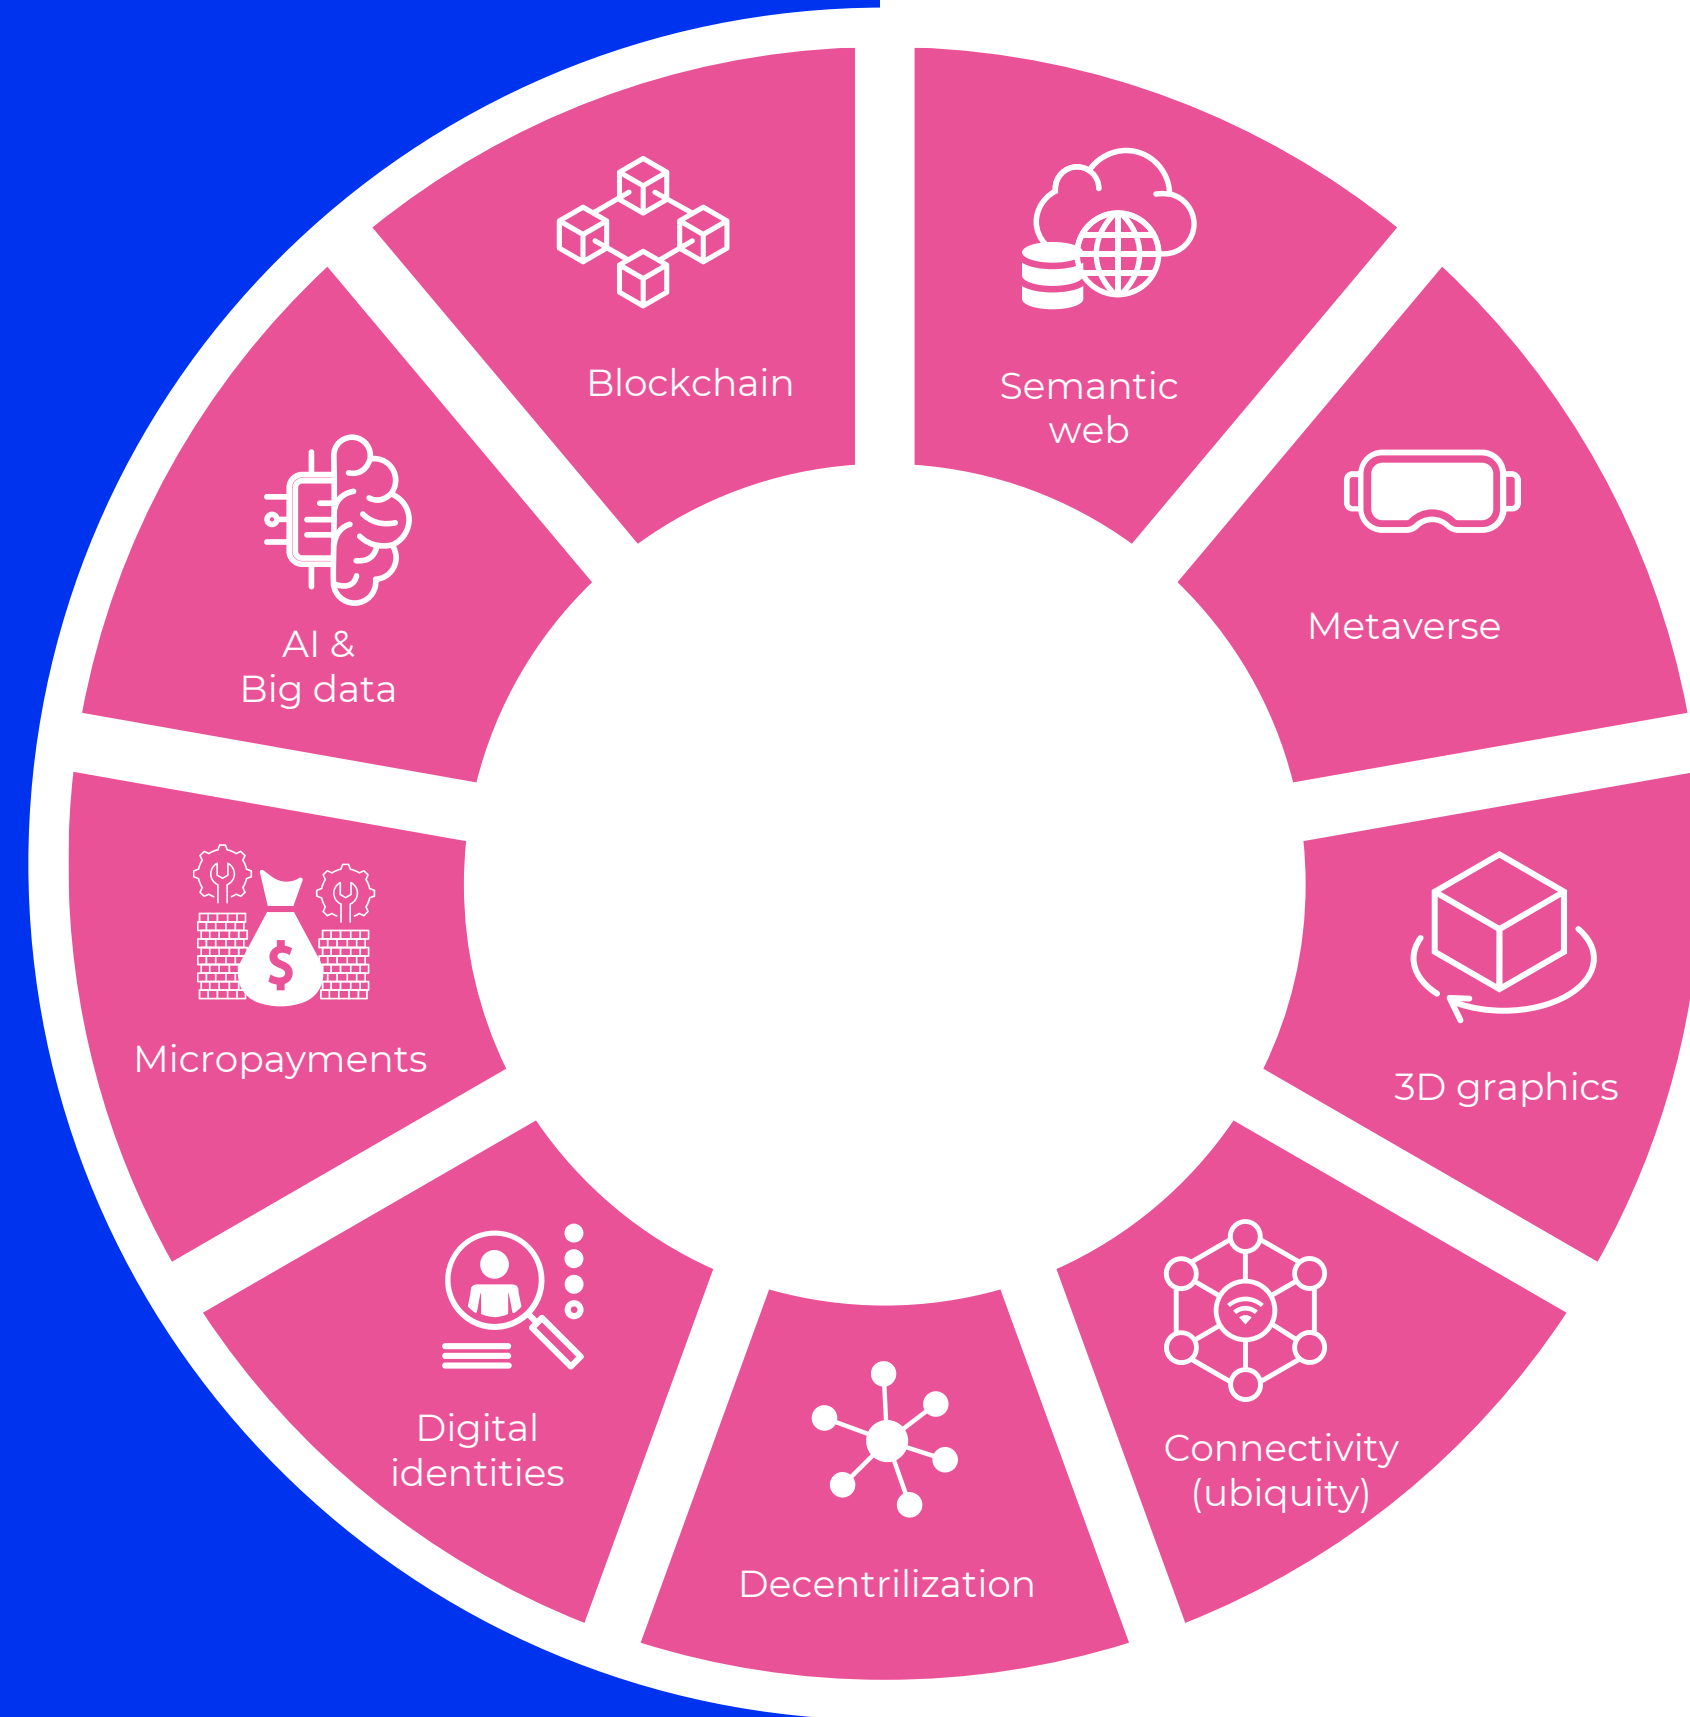 Blockchain
Semantic
web
Metaverse
3D graphics
Connectivity
(ubiquity)
Decentrilization
Digital
identities
Micropayments
$
AI &
Big data